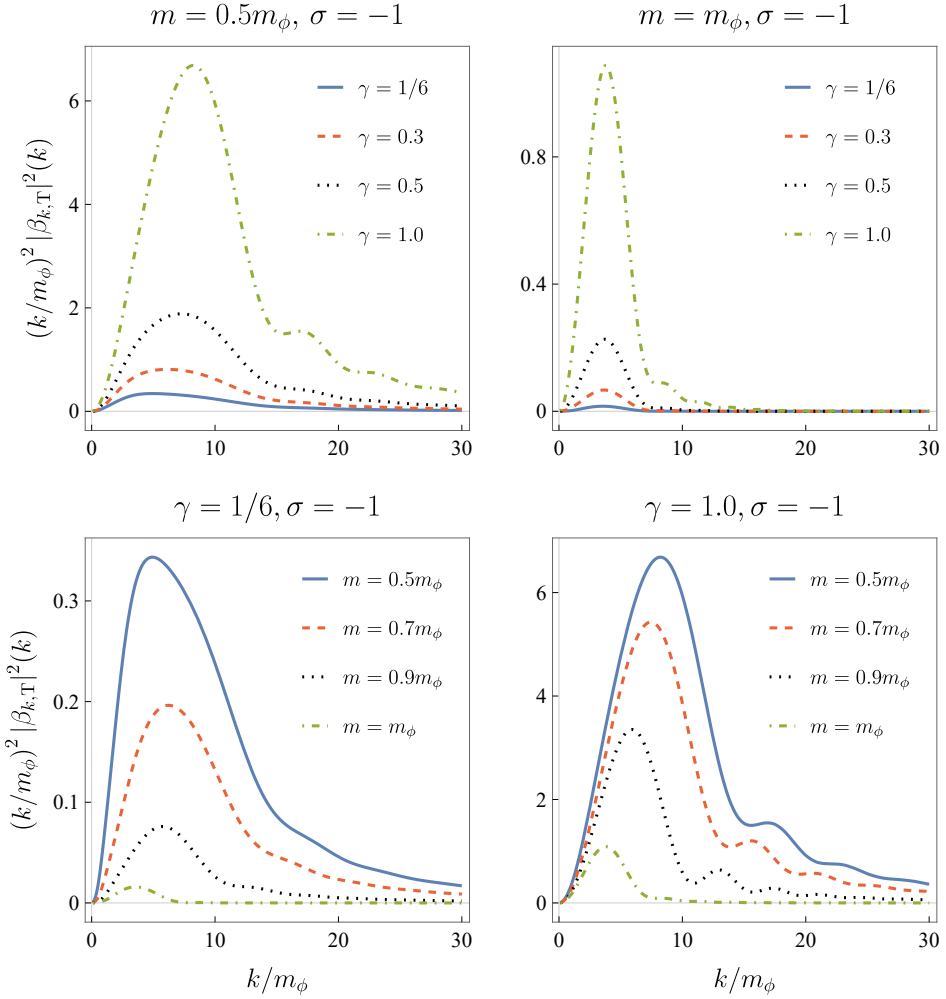 m = 0.5m_ϕ, σ = −1
(k/m_ϕ)² |β_{k,T}|²(k)
6
4
2
0
γ = 1/6
γ = 0.3
γ = 0.5
γ = 1.0
0 10 20 30
m = m_ϕ, σ = −1
0.8
0.4
0
γ = 1/6
γ = 0.3
γ = 0.5
γ = 1.0
0 10 20 30
γ = 1/6, σ = −1
(k/m_ϕ)² |β_{k,T}|²(k)
0.3
0.2
0.1
0
m = 0.5m_ϕ
m = 0.7m_ϕ
m = 0.9m_ϕ
m = m_ϕ
0 10 20 30
k/m_ϕ
γ = 1.0, σ = −1
6
4
2
0
m = 0.5m_ϕ
m = 0.7m_ϕ
m = 0.9m_ϕ
m = m_ϕ
0 10 20 30
k/m_ϕ